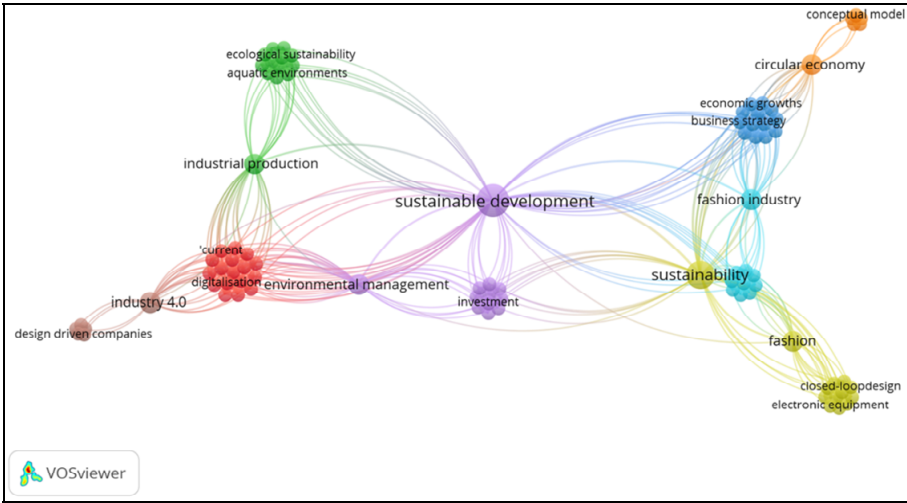 conceptual model
ecological sustainability
circular economy
aquatic environments
economic growths
business strategy
industrial production
sustainable development
fashion industry
'current
sustainability
digitalisation
environmental management
industry 4.0
investment
design driven companies
fashion
closed-loopdesign
electronic equipment
VOSviewer